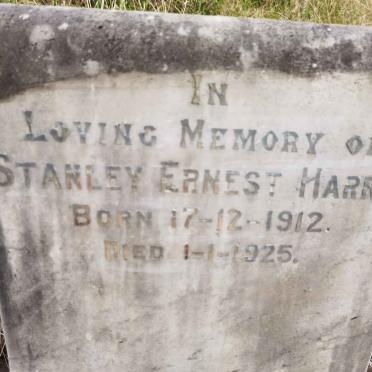 IN
LOVING MEMORY OF
STANLEY ERNEST HARR
BORN 17-12-1912.
DIED 1-1-1925.